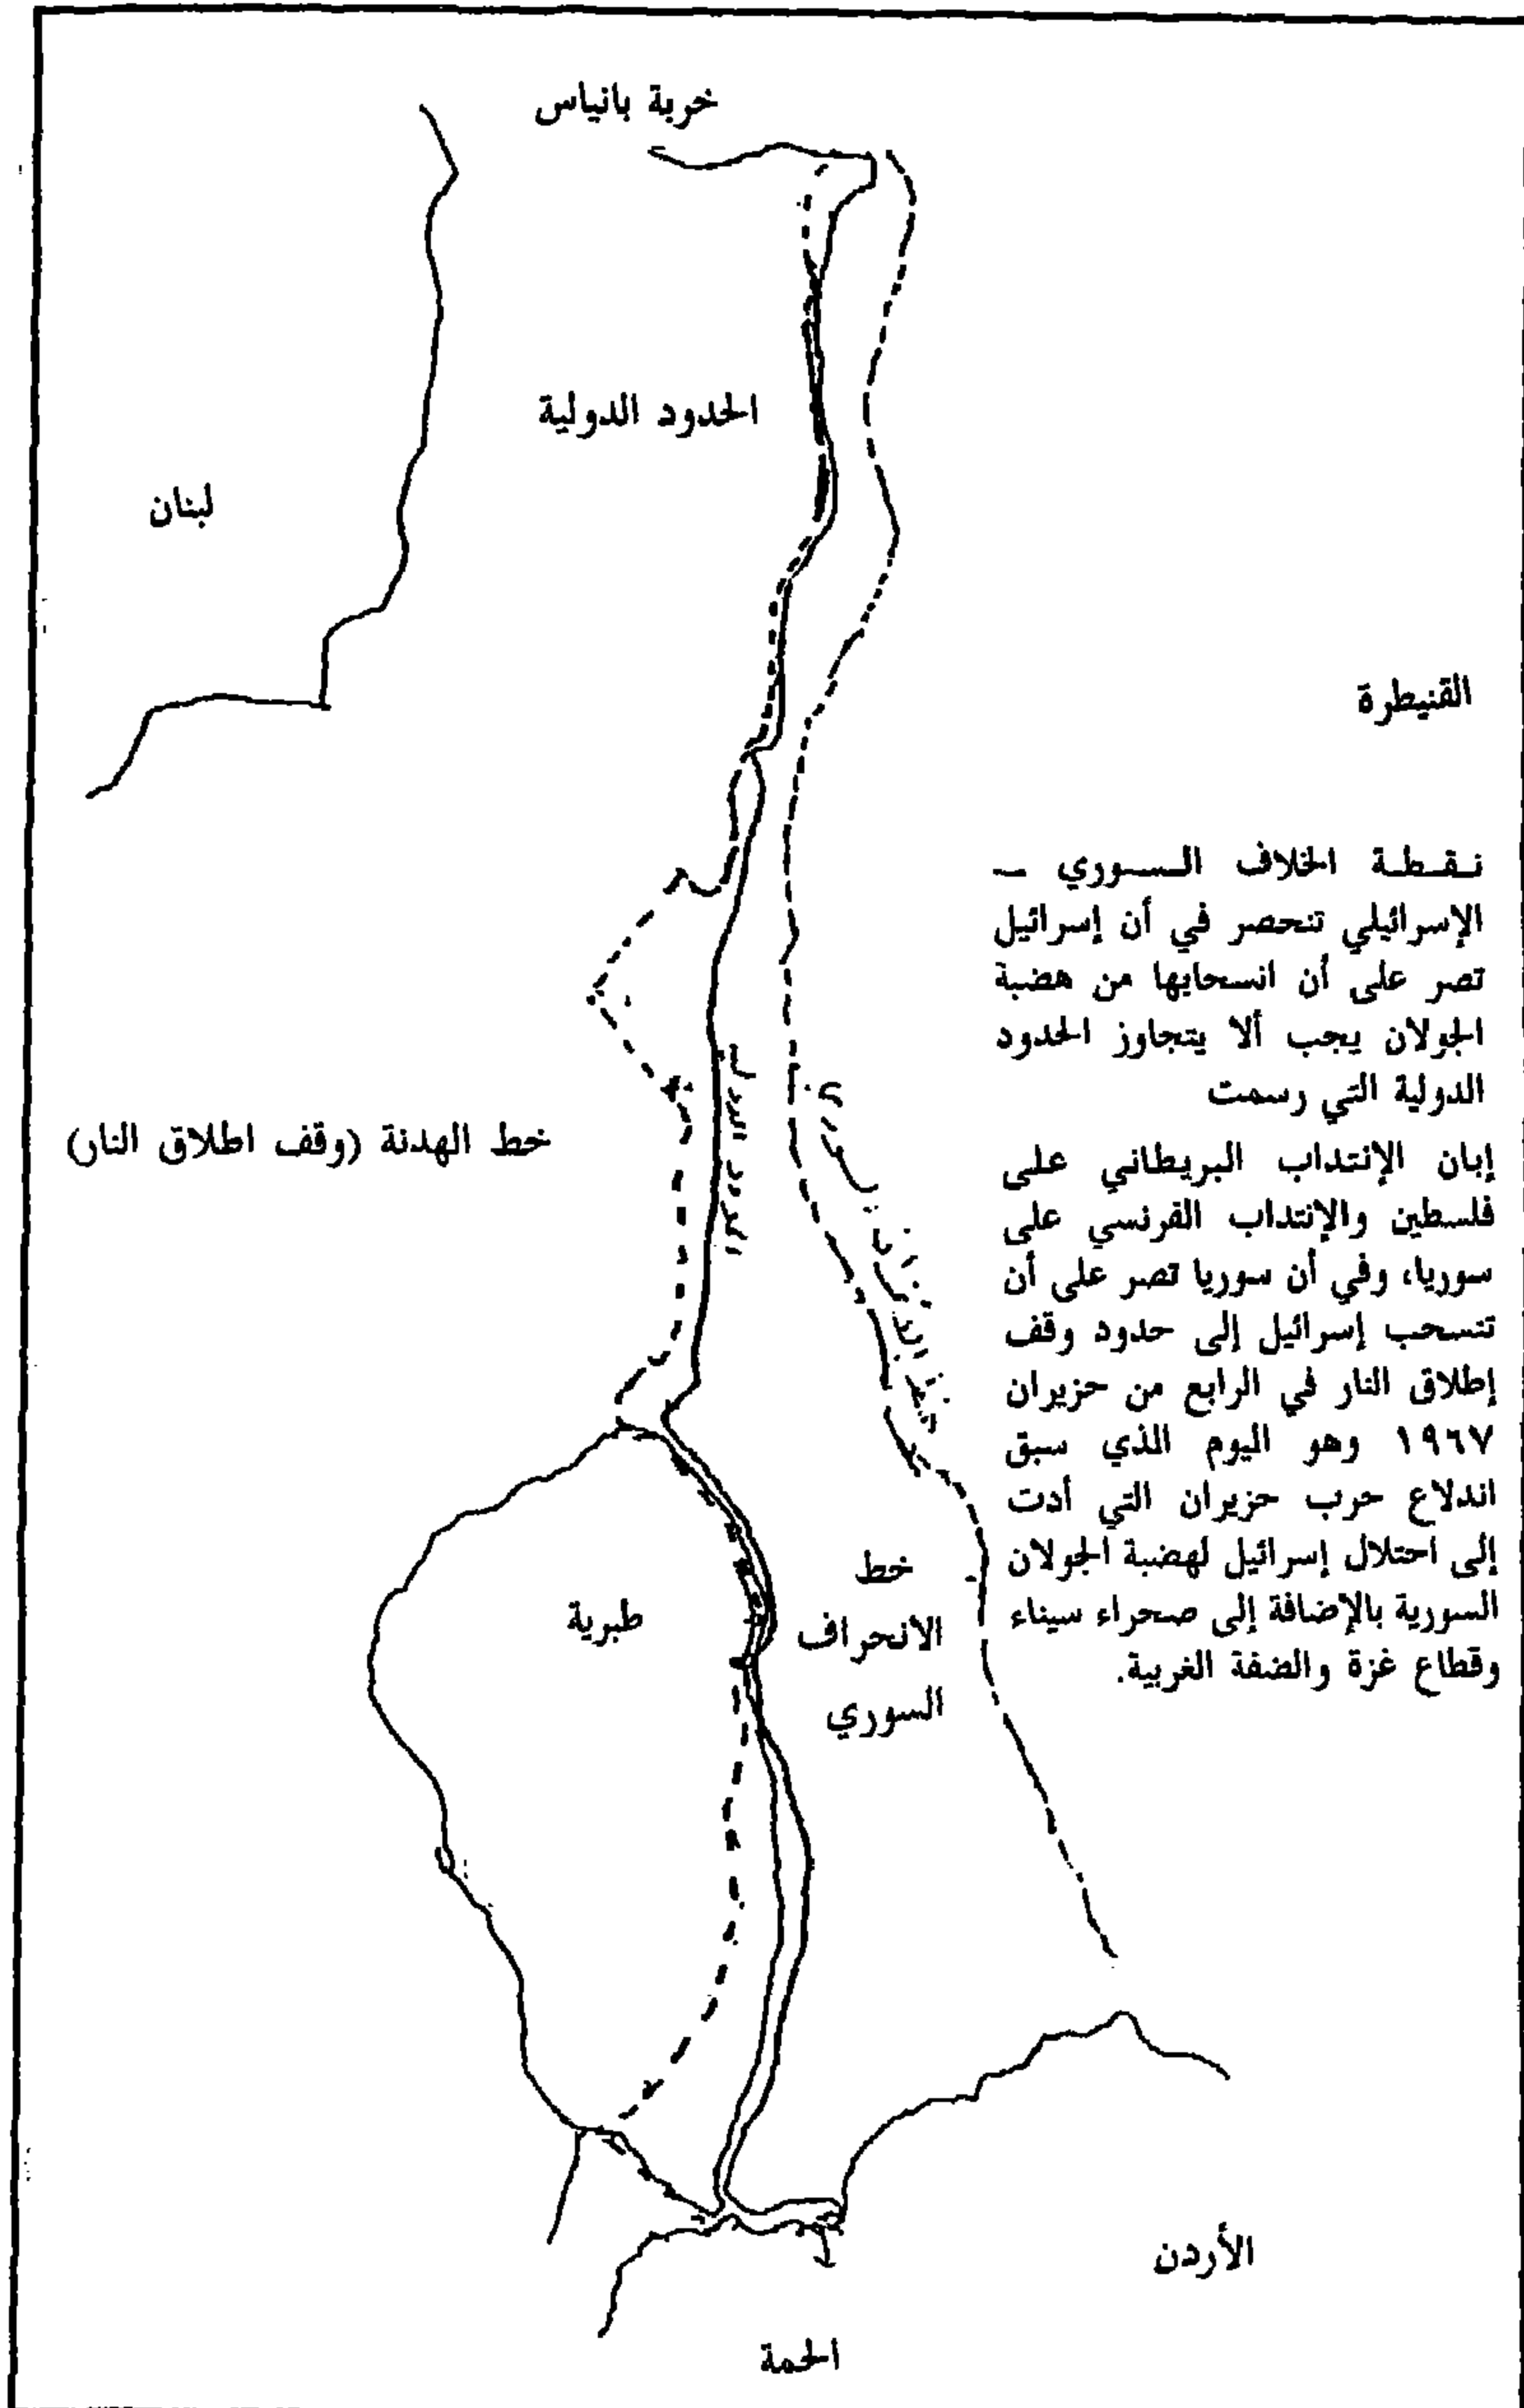 خربة بانياس
الحدود الدولية
لبنان
القنيطرة
نقطة الخلاف السوري –
الإسرائيلي تنحصر في أن إسرائيل
تصر على أن انسحابها من هضبة
الجولان يجب ألا يتجاوز الحدود
الدولية التي رسمت
إبان الإنتداب البريطاني على
فلسطين والإنتداب الفرنسي على
سوريا، وفي أن سوريا تصر على أن
تنسحب إسرائيل إلى حدود وقف
إطلاق النار في الرابع من حزيران
١٩٦٧ وهو اليوم الذي سبق
اندلاع حرب حزيران التي أدت
إلى احتلال إسرائيل لهضبة الجولان
السورية بالإضافة إلى صحراء سيناء
وقطاع غزة والضفة الغربية.
خط الهدنة (وقف اطلاق النار)
خط
الانحراف
السوري
طبرية
الأردن
الحمة